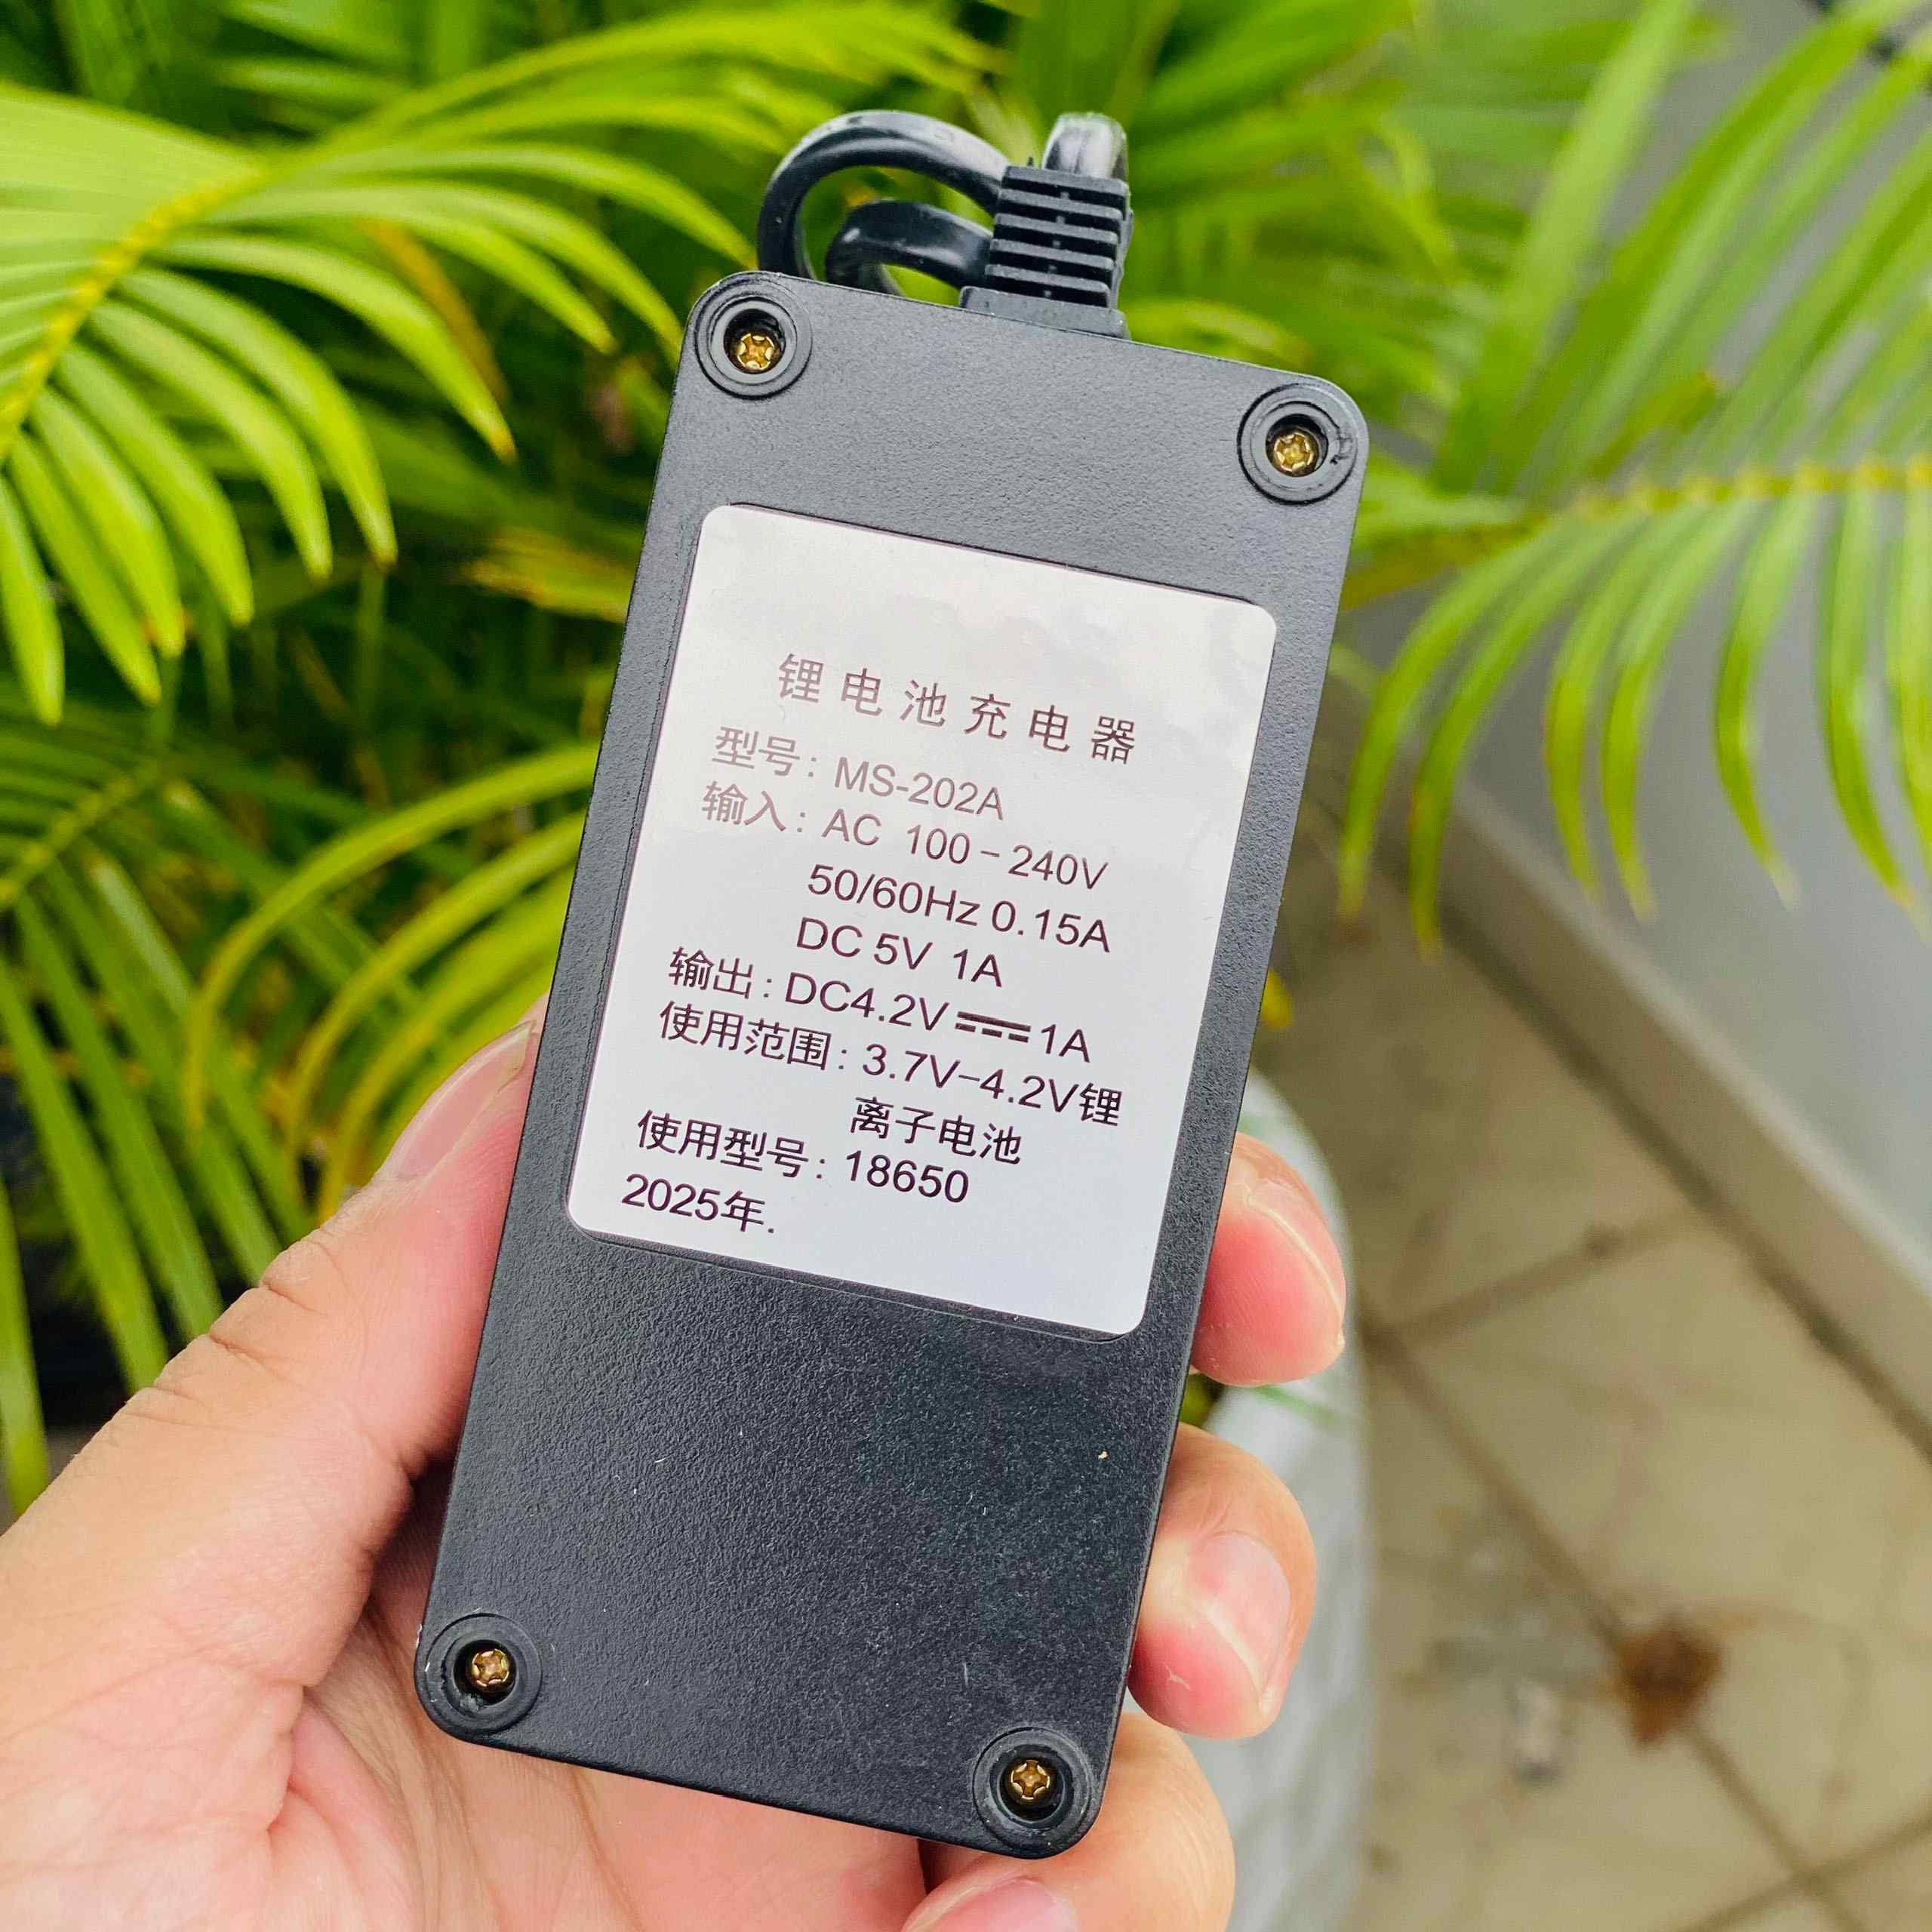 锂电池充电器
型号: MS-202A
输入: AC 100-240V
50/60Hz 0.15A
DC 5V 1A
输出: DC4.2V⎓1A
使用范围: 3.7V-4.2V锂
离子电池
使用型号: 18650
2025年.